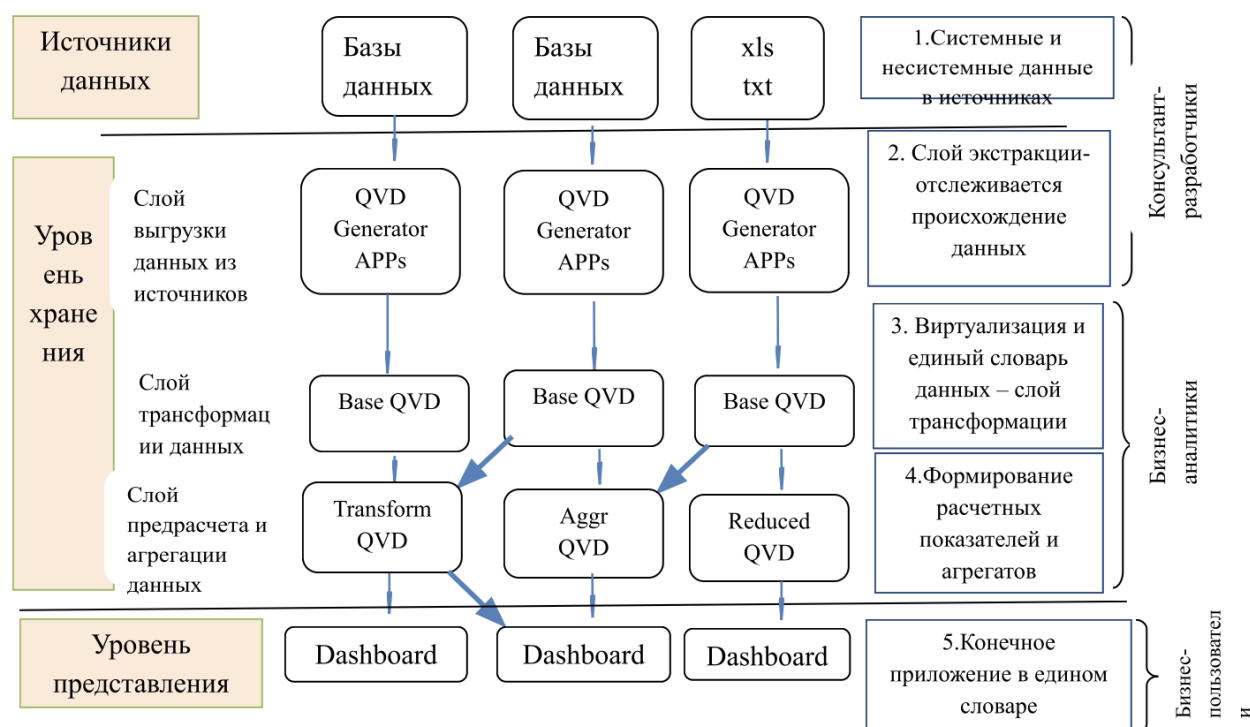 Источники
данных
Базы
данных
Базы
данных
xls
txt
1.Системные и
несистемные данные
в источниках
Консультант-
разработчики
Уров
ень
хране
ния
Слой
выгрузки
данных из
источников
QVD
Generator
APPs
QVD
Generator
APPs
QVD
Generator
APPs
2. Слой экстракции-
отслеживается
происхождение
данных
Слой
трансформац
ии данных
Base QVD
Base QVD
Base QVD
3. Виртуализация и
единый словарь
данных – слой
трансформации
Бизнес-
аналитики
Слой
предрасчета и
агрегации
данных
Transform
QVD
Aggr
QVD
Reduced
QVD
4.Формирование
расчетных
показателей и
агрегатов
Уровень
представления
Dashboard
Dashboard
Dashboard
5.Конечное
приложение в едином
словаре
Бизнес-
пользовател
и